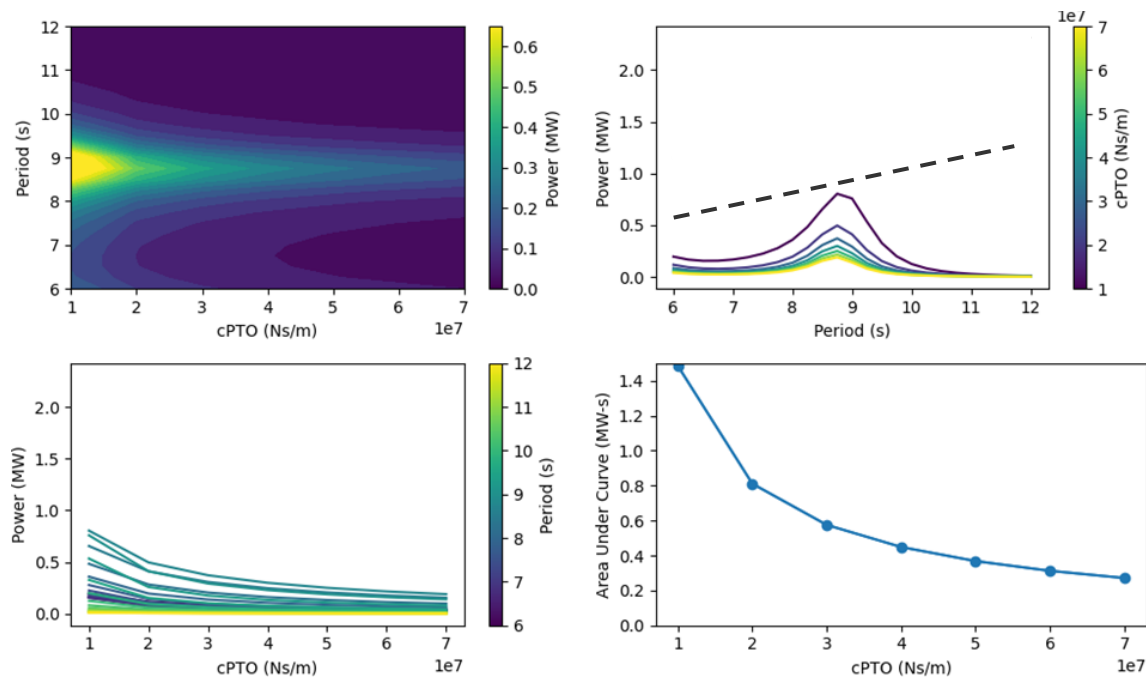 12
11
10
9
8
7
6
Period (s)
1 2 3 4 5 6 7
cPTO (Ns/m)
1e7
0.6
0.5
0.4
0.3
0.2
0.1
0.0
Power (MW)
2.0
1.5
1.0
0.5
0.0
Power (MW)
6 7 8 9 10 11 12
Period (s)
1e7
7
6
5
4
3
2
1
cPTO (Ns/m)
2.0
1.5
1.0
0.5
0.0
Power (MW)
1 2 3 4 5 6 7
cPTO (Ns/m)
1e7
12
11
10
9
8
7
6
Period (s)
1.4
1.2
1.0
0.8
0.6
0.4
0.2
0.0
Area Under Curve (MW-s)
1 2 3 4 5 6 7
cPTO (Ns/m)
1e7